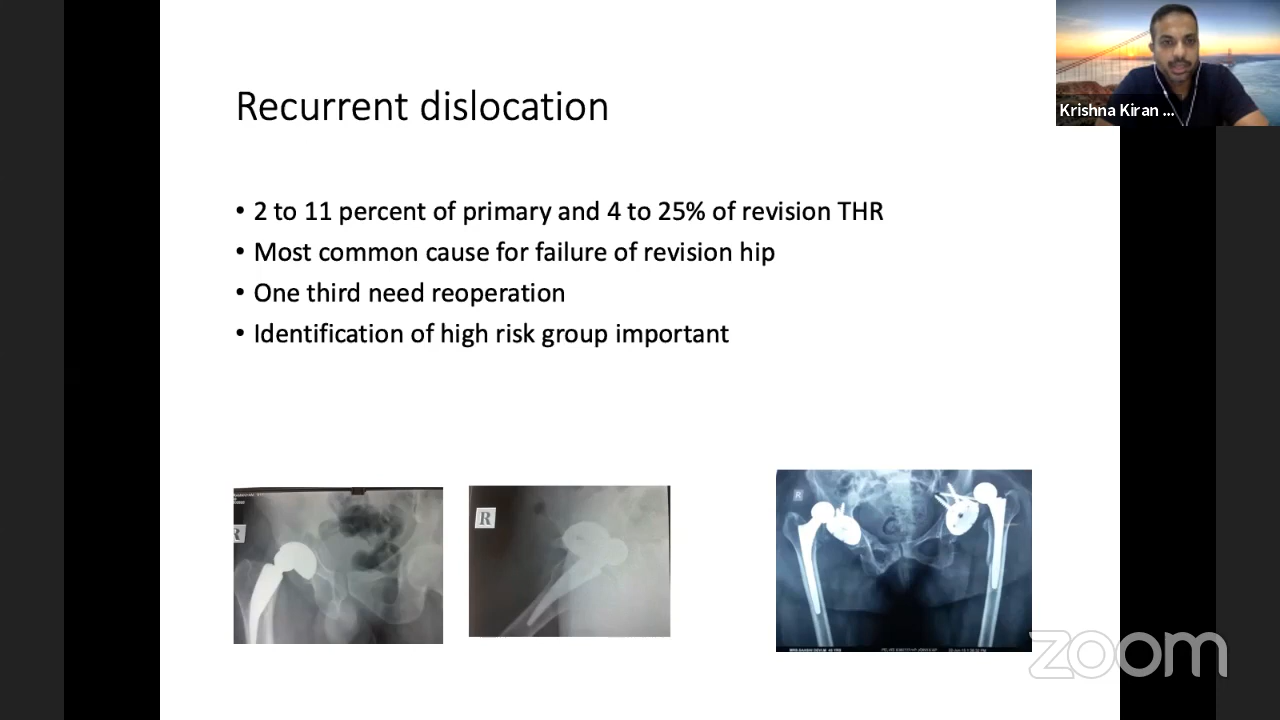 Krishna Kiran ...
Recurrent dislocation
• 2 to 11 percent of primary and 4 to 25% of revision THR
• Most common cause for failure of revision hip
• One third need reoperation
• Identification of high risk group important
R
R
R
zoom